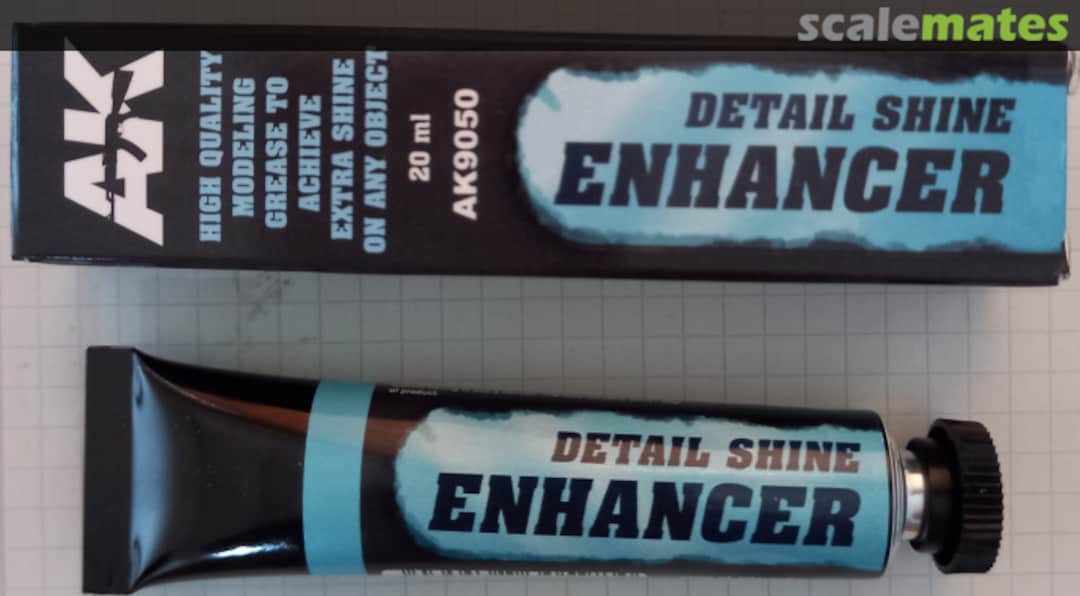 scalemates
AK
HIGH QUALITY
MODELING
GREASE TO
ACHIEVE
EXTRA SHINE
ON ANY OBJECT
20 ml
AK9050
DETAIL SHINE
ENHANCER
DETAIL SHINE
ENHANCER